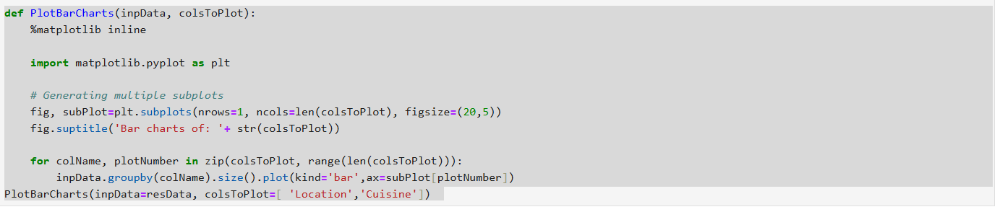 def PlotBarCharts(inpData, colsToPlot):
    %matplotlib inline
    import matplotlib.pyplot as plt
    # Generating multiple subplots
    fig, subPlot=plt.subplots(nrows=1, ncols=len(colsToPlot), figsize=(20,5))
    fig.suptitle('Bar charts of: '+ str(colsToPlot))
    for colName, plotNumber in zip(colsToPlot, range(len(colsToPlot))):
        inpData.groupby(colName).size().plot(kind='bar',ax=subPlot[plotNumber])
PlotBarCharts(inpData=resData, colsToPlot=[ 'Location','Cuisine'])